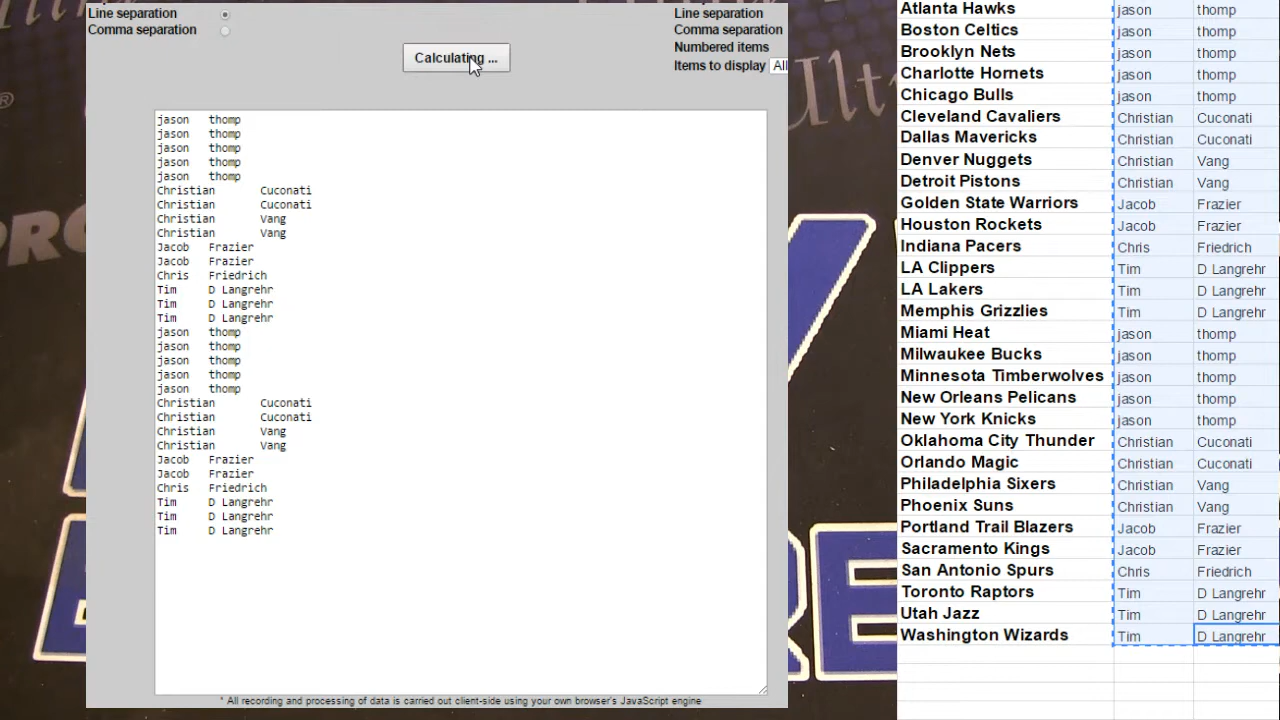 Line separation
Comma separation
Calculating ...
Line separation
Comma separation
Numbered items
Items to display All
jason thomp
jason thomp
jason thomp
jason thomp
jason thomp
Christian Cuconati
Christian Cuconati
Christian Vang
Christian Vang
Jacob Frazier
Jacob Frazier
Chris Friedrich
Tim D Langrehr
Tim D Langrehr
Tim D Langrehr
jason thomp
jason thomp
jason thomp
jason thomp
jason thomp
Christian Cuconati
Christian Cuconati
Christian Vang
Christian Vang
Jacob Frazier
Jacob Frazier
Chris Friedrich
Tim D Langrehr
Tim D Langrehr
Tim D Langrehr
* All recording and processing of data is carried out client-side using your own browser's JavaScript engine
Atlanta Hawks jason thomp
Boston Celtics jason thomp
Brooklyn Nets jason thomp
Charlotte Hornets jason thomp
Chicago Bulls jason thomp
Cleveland Cavaliers Christian Cuconati
Dallas Mavericks Christian Cuconati
Denver Nuggets Christian Vang
Detroit Pistons Christian Vang
Golden State Warriors Jacob Frazier
Houston Rockets Jacob Frazier
Indiana Pacers Chris Friedrich
LA Clippers Tim D Langrehr
LA Lakers Tim D Langrehr
Memphis Grizzlies Tim D Langrehr
Miami Heat jason thomp
Milwaukee Bucks jason thomp
Minnesota Timberwolves jason thomp
New Orleans Pelicans jason thomp
New York Knicks jason thomp
Oklahoma City Thunder Christian Cuconati
Orlando Magic Christian Cuconati
Philadelphia Sixers Christian Vang
Phoenix Suns Christian Vang
Portland Trail Blazers Jacob Frazier
Sacramento Kings Jacob Frazier
San Antonio Spurs Chris Friedrich
Toronto Raptors Tim D Langrehr
Utah Jazz Tim D Langrehr
Washington Wizards Tim D Langrehr